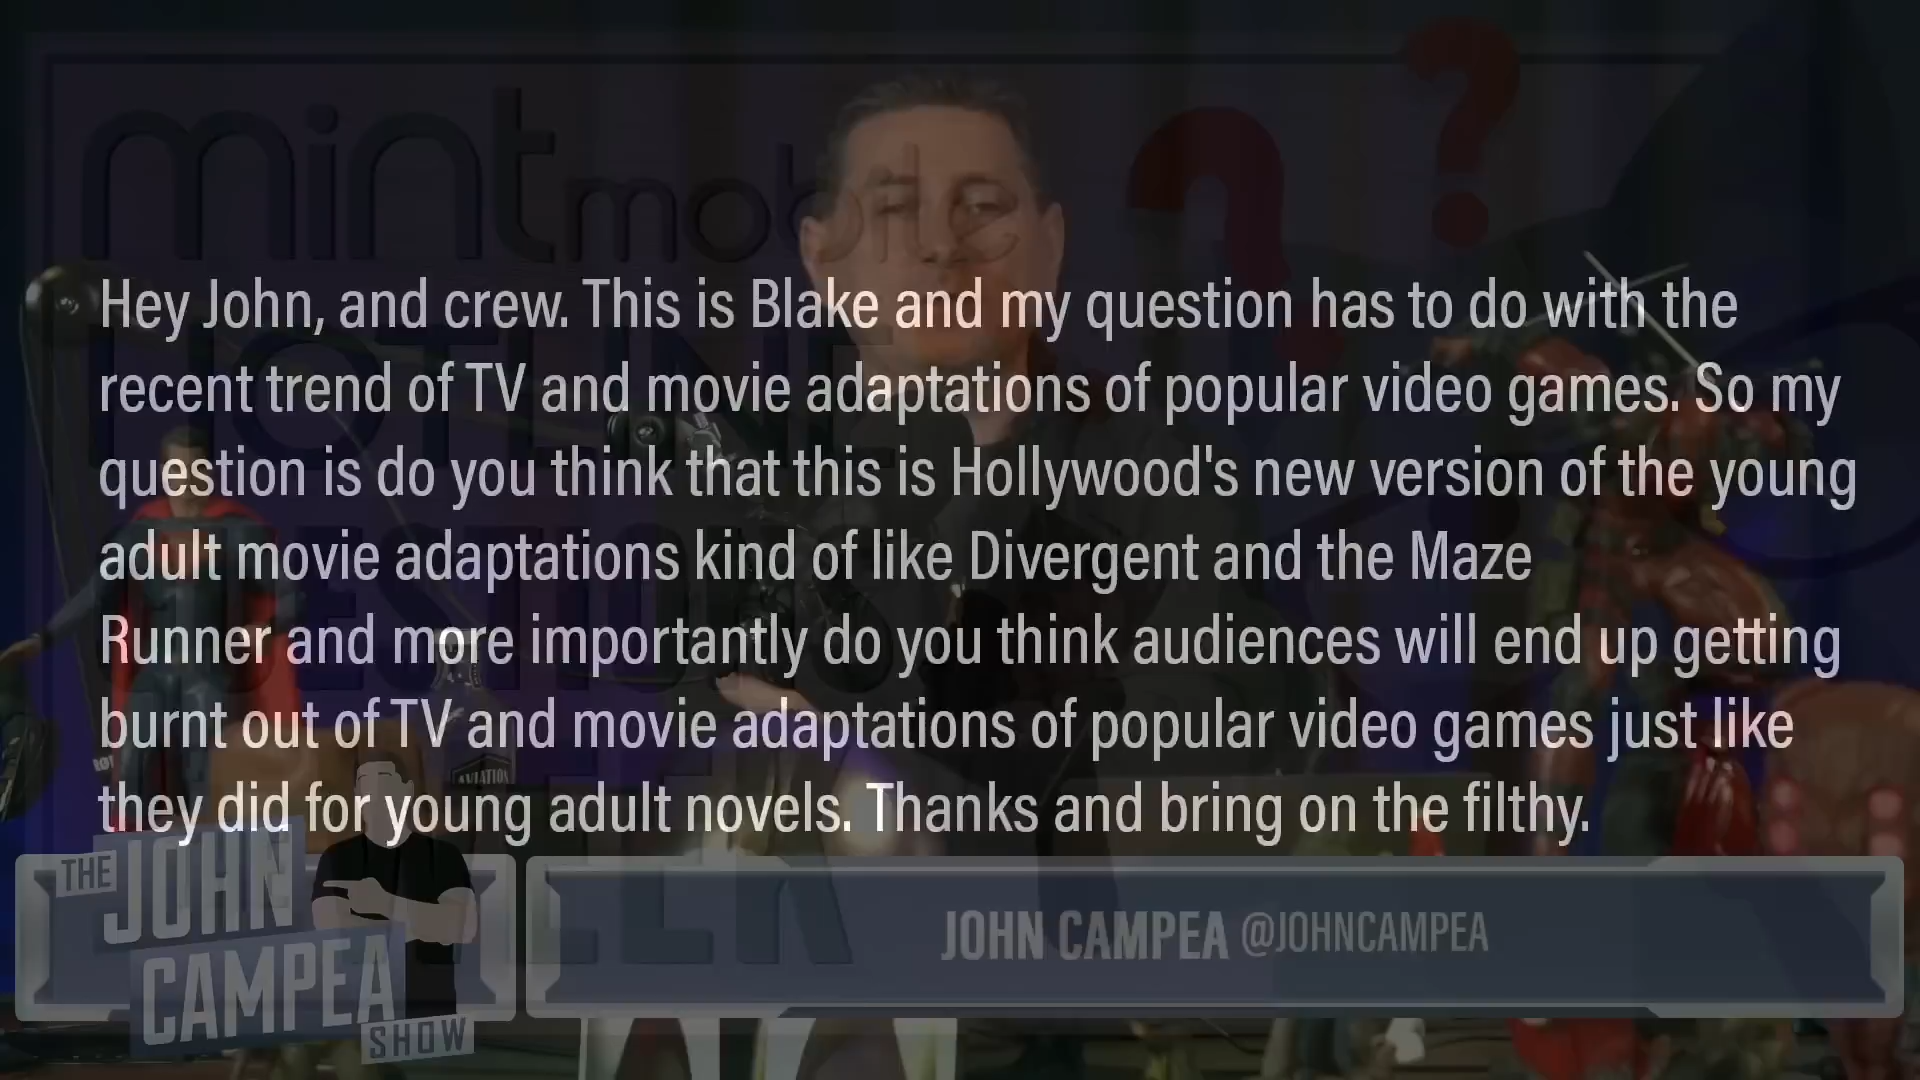 mint mobile
HOTLINE
QUESTIONS
Hey John, and crew. This is Blake and my question has to do with the
recent trend of TV and movie adaptations of popular video games. So my
question is do you think that this is Hollywood's new version of the young
adult movie adaptations kind of like Divergent and the Maze
Runner and more importantly do you think audiences will end up getting
burnt out of TV and movie adaptations of popular video games just like
they did for young adult novels. Thanks and bring on the filthy.
AVIATION
THE
JOHN
CAMPEA
SHOW
JOHN CAMPEA @JOHNCAMPEA